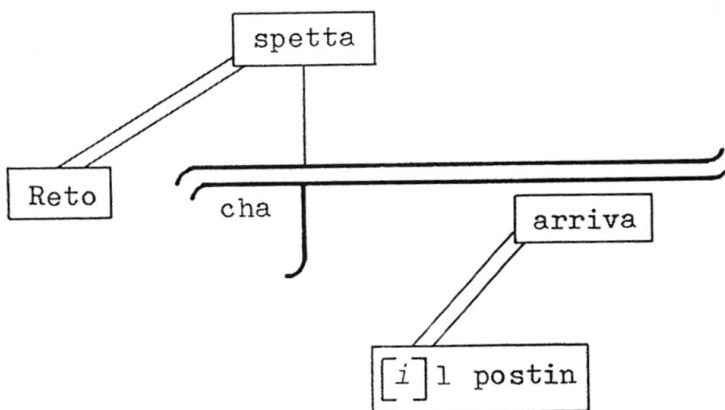 spetta
Reto
cha
arriva
[i]l postin